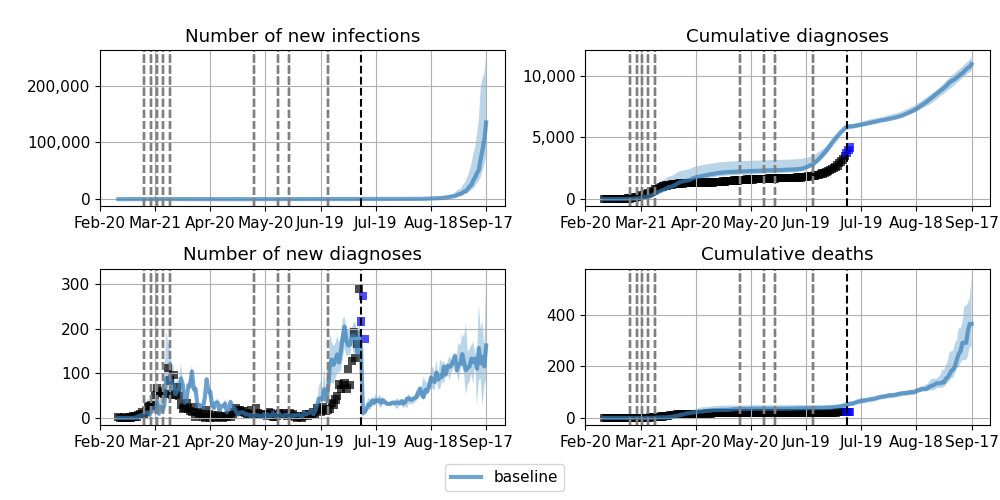 Number of new infections
200,000
100,000
0
Feb-20 Mar-21 Apr-20 May-20 Jun-19 Jul-19 Aug-18 Sep-17
Cumulative diagnoses
10,000
5,000
0
Feb-20 Mar-21 Apr-20 May-20 Jun-19 Jul-19 Aug-18 Sep-17
Number of new diagnoses
300
200
100
0
Feb-20 Mar-21 Apr-20 May-20 Jun-19 Jul-19 Aug-18 Sep-17
Cumulative deaths
400
200
0
Feb-20 Mar-21 Apr-20 May-20 Jun-19 Jul-19 Aug-18 Sep-17
baseline